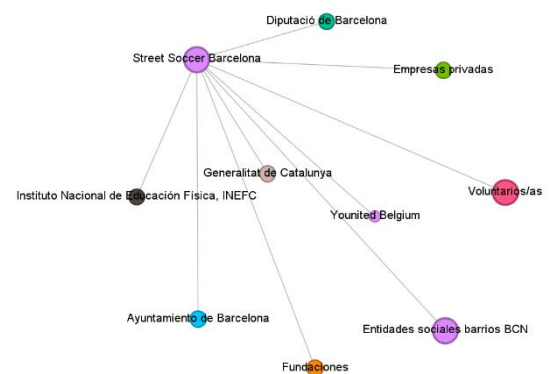 Diputació de Barcelona
Street Soccer Barcelona
Empresas privadas
Generalitat de Catalunya
Instituto Nacional de Educación Física, INEFC
Voluntarios/as
Younited Belgium
Ayuntamiento de Barcelona
Entidades sociales barrios BCN
Fundaciones